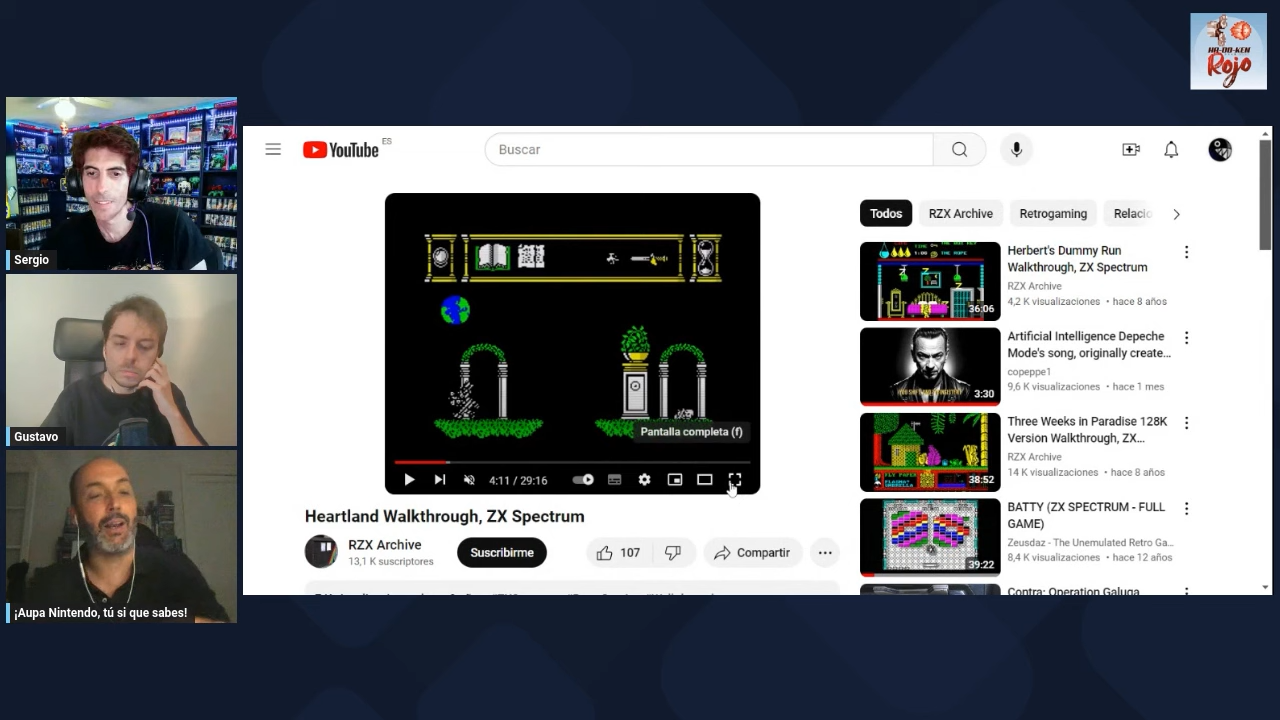 HA-DO-KEN
Rojo
Sergio
Gustavo
¡Aupa Nintendo, tú si que sabes!
YouTube
ES
Buscar
Pantalla completa (f)
4:11 / 29:16
Heartland Walkthrough, ZX Spectrum
RZX Archive
13,1 K suscriptores
Suscribirme
107
Compartir
Todos
RZX Archive
Retrogaming
Relacio
36:06
Herbert's Dummy Run
Walkthrough, ZX Spectrum
RZX Archive
4,2 K visualizaciones • hace 8 años
3:30
Artificial Intelligence Depeche
Mode's song, originally create...
copeppe1
9,6 K visualizaciones • hace 1 mes
38:52
Three Weeks in Paradise 128K
Version Walkthrough, ZX...
RZX Archive
14 K visualizaciones • hace 8 años
39:22
BATTY (ZX SPECTRUM - FULL
GAME)
Zeusdaz - The Unemulated Retro Ga...
8,4 K visualizaciones • hace 12 años
Contra: Operation Galuga